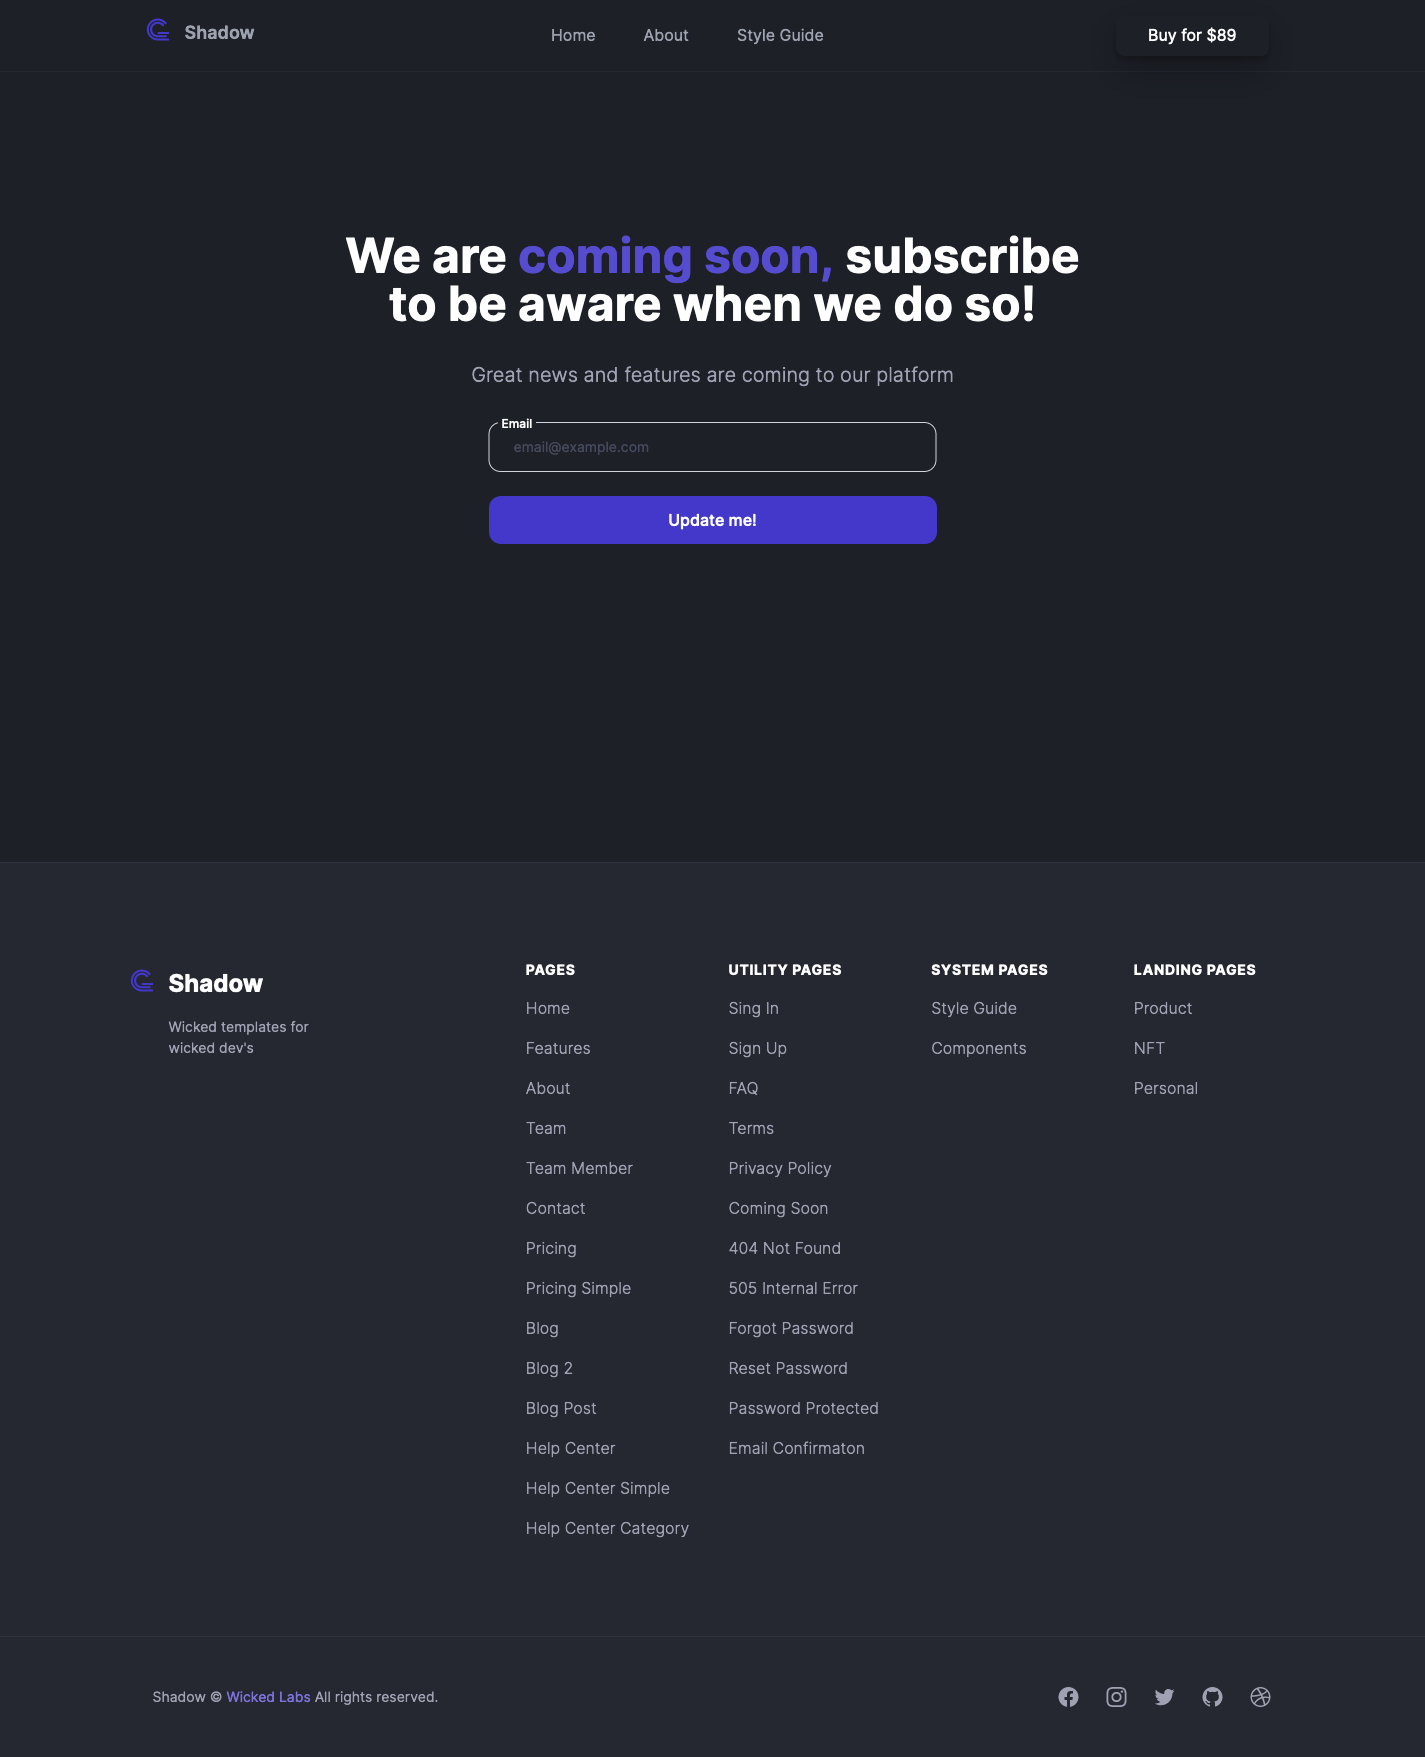 Shadow
Home
About
Style Guide
Buy for $89
We are coming soon, subscribe
to be aware when we do so!
Great news and features are coming to our platform
Email
email@example.com
Update me!
Shadow
Wicked templates for
wicked dev's
PAGES
Home
Features
About
Team
Team Member
Contact
Pricing
Pricing Simple
Blog
Blog 2
Blog Post
Help Center
Help Center Simple
Help Center Category
UTILITY PAGES
Sing In
Sign Up
FAQ
Terms
Privacy Policy
Coming Soon
404 Not Found
505 Internal Error
Forgot Password
Reset Password
Password Protected
Email Confirmaton
SYSTEM PAGES
Style Guide
Components
LANDING PAGES
Product
NFT
Personal
Shadow © Wicked Labs All rights reserved.